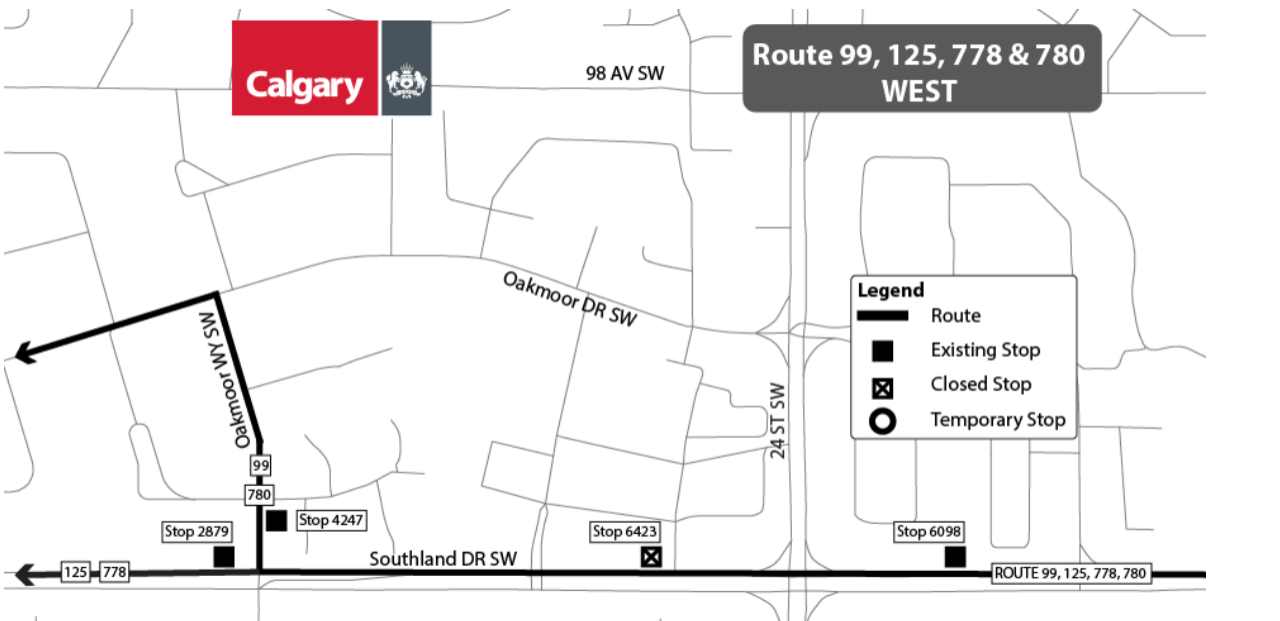 Calgary
98 AV SW
Route 99, 125, 778 & 780
WEST
Oakmoor DR SW
Legend
Route
Existing Stop
Closed Stop
Temporary Stop
Oakmoor WY SW
24 ST SW
99
780
Stop 4247
Stop 2879
Stop 6423
Stop 6098
Southland DR SW
125
778
ROUTE 99, 125, 778, 780